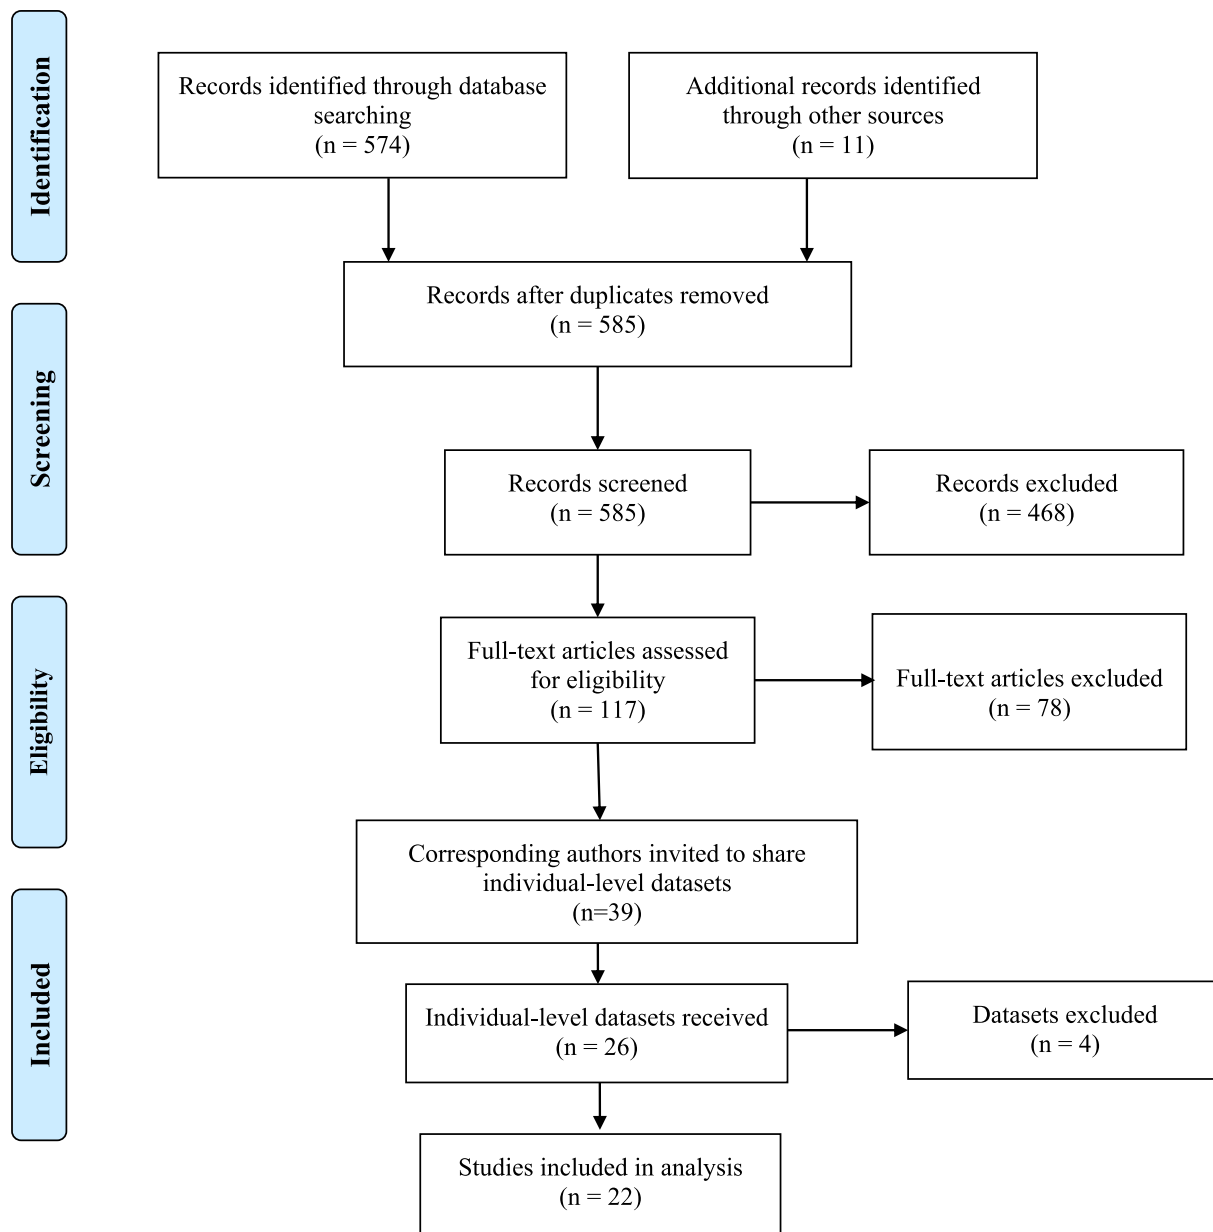 Identification
Records identified through database
searching
(n = 574)
Additional records identified
through other sources
(n = 11)
Records after duplicates removed
(n = 585)
Screening
Records screened
(n = 585)
Records excluded
(n = 468)
Eligibility
Full-text articles assessed
for eligibility
(n = 117)
Full-text articles excluded
(n = 78)
Corresponding authors invited to share
individual-level datasets
(n=39)
Included
Individual-level datasets received
(n = 26)
Datasets excluded
(n = 4)
Studies included in analysis
(n = 22)